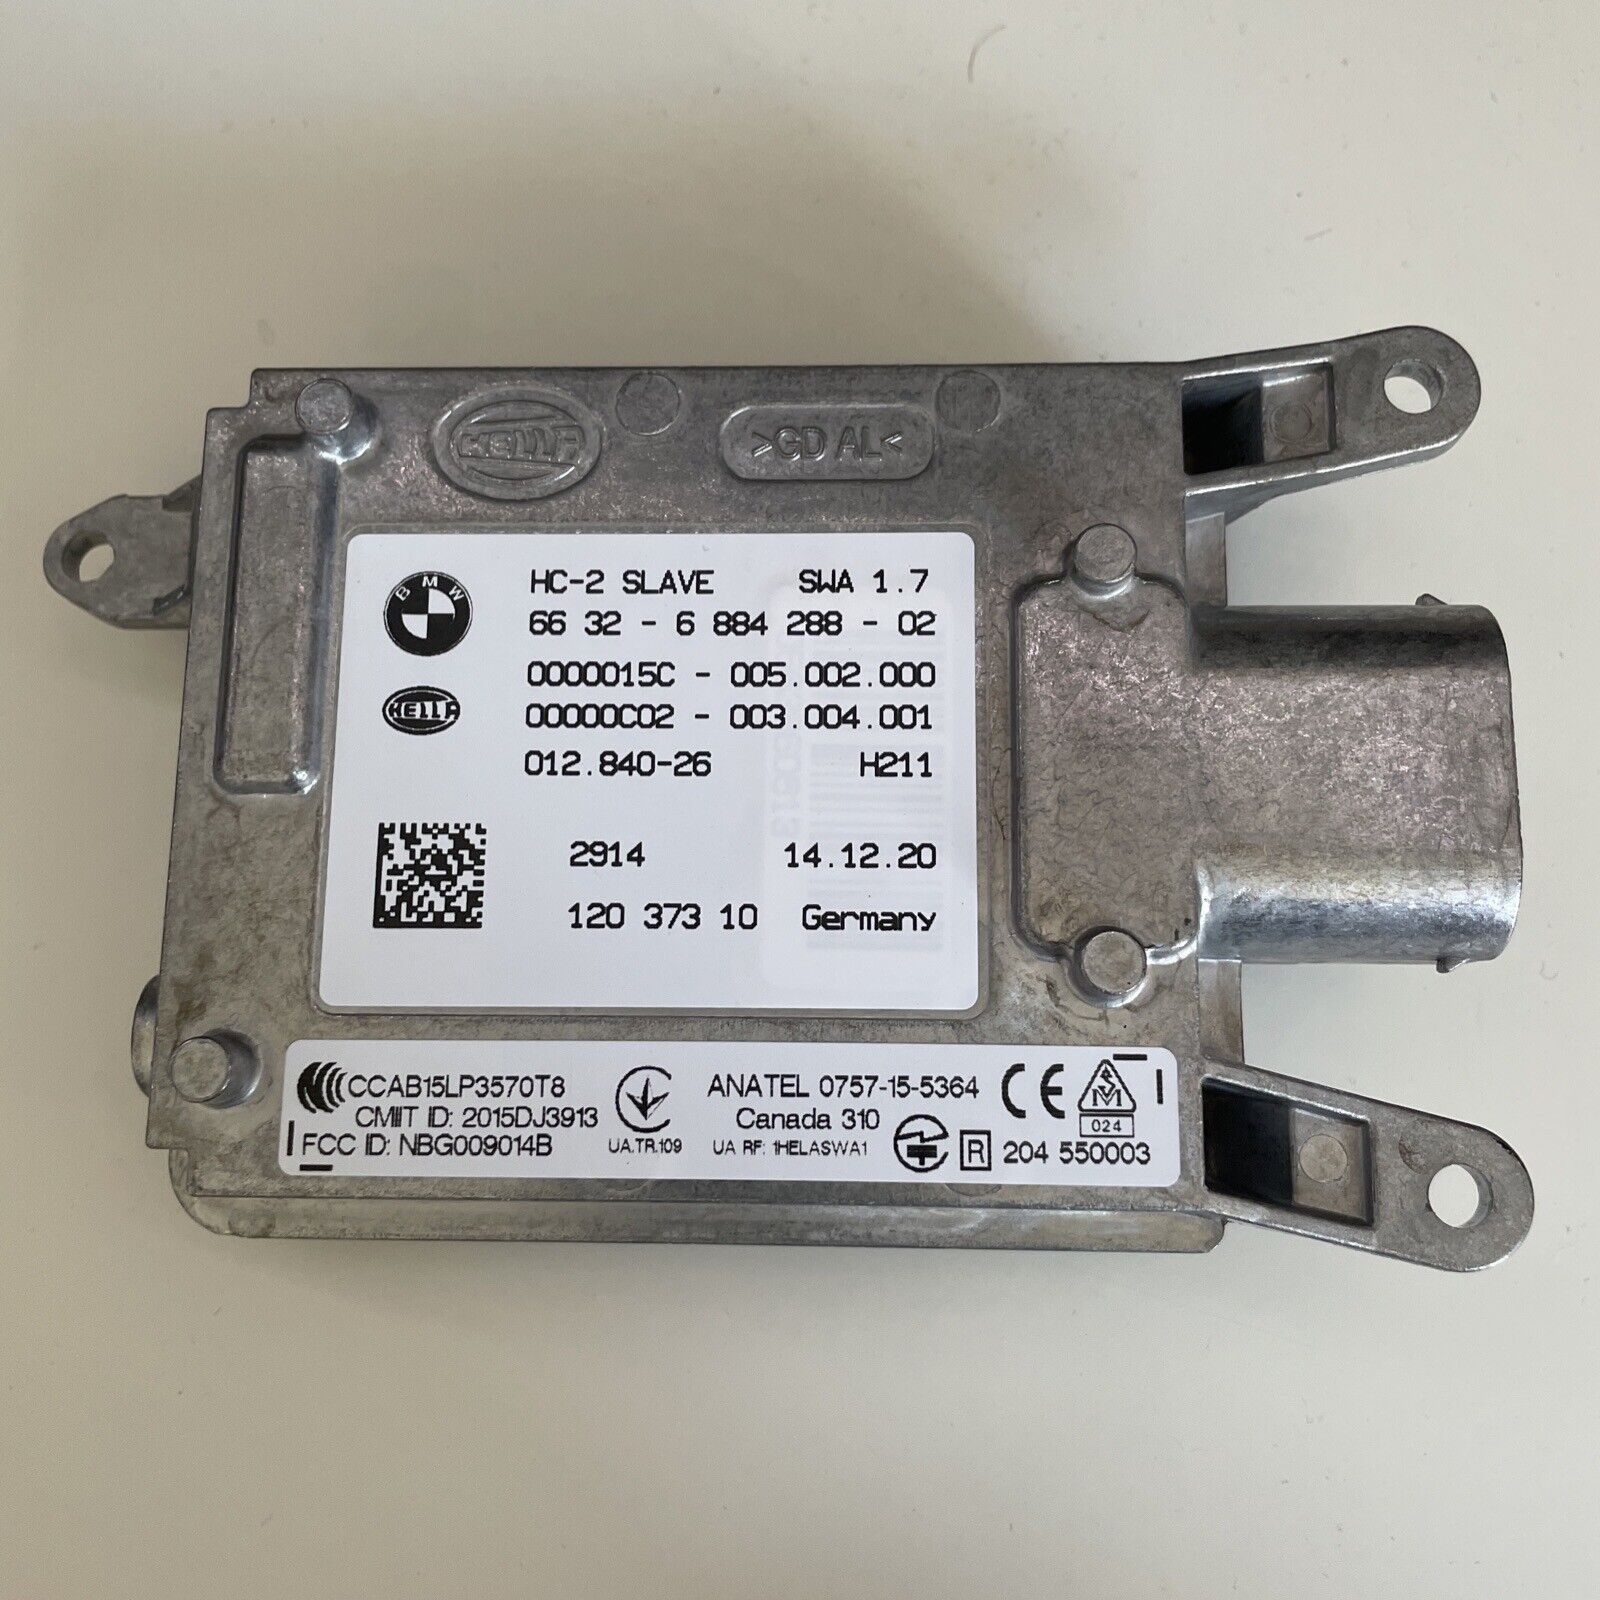 HELLA
>GD AL<
BMW
HC-2 SLAVE SWA 1.7
66 32 - 6 884 288 - 02
0000015C - 005.002.000
HELLA
00000C02 - 003.004.001
012.840-26 H211
2914 14.12.20
120 373 10 Germany
CCAB15LP3570T8 ANATEL 0757-15-5364 CE
CMIIT ID: 2015DJ3913 Canada 310 024
FCC ID: NBG009014B UA.TR.109 UA RF: 1HELASWA1 R 204 550003